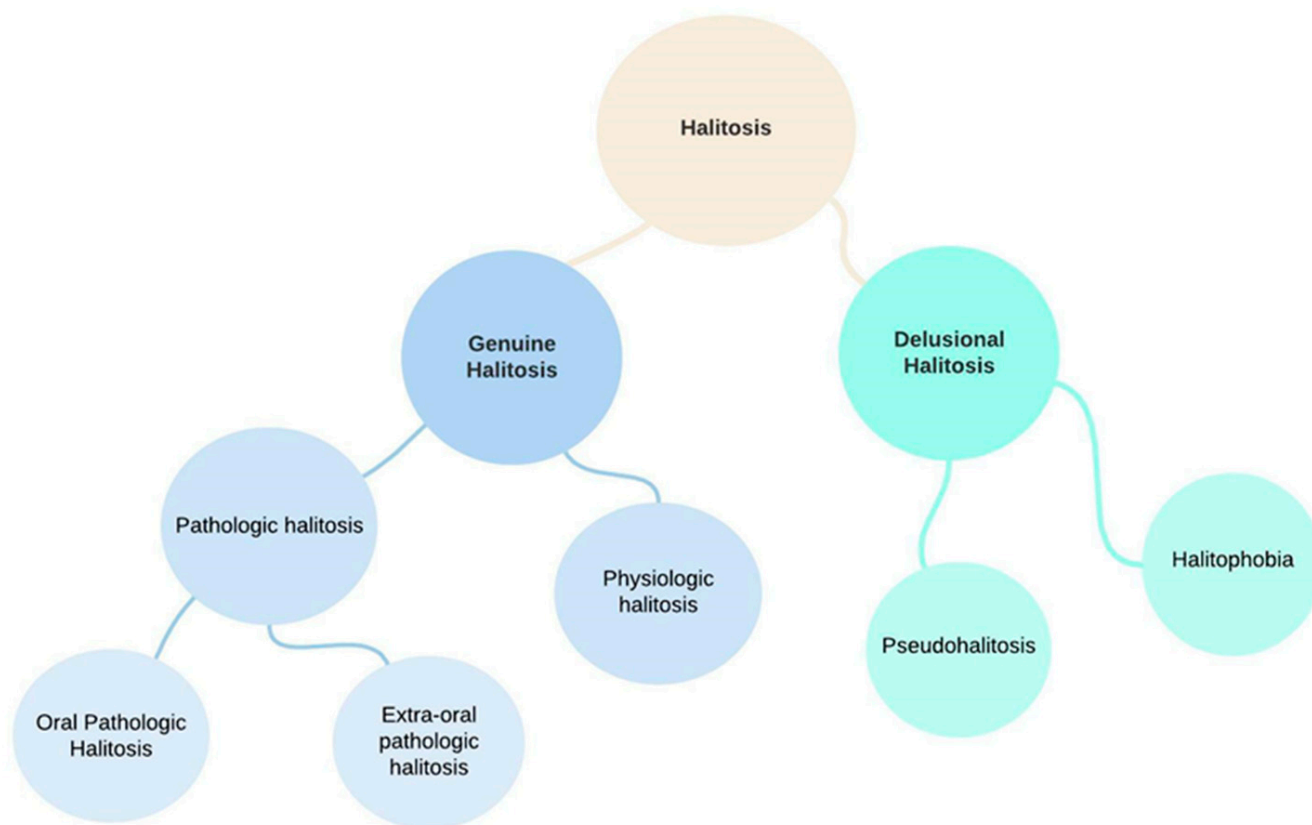 Halitosis
Genuine
Halitosis
Delusional
Halitosis
Pathologic halitosis
Physiologic
halitosis
Halitophobia
Pseudohalitosis
Oral Pathologic
Halitosis
Extra-oral
pathologic
halitosis